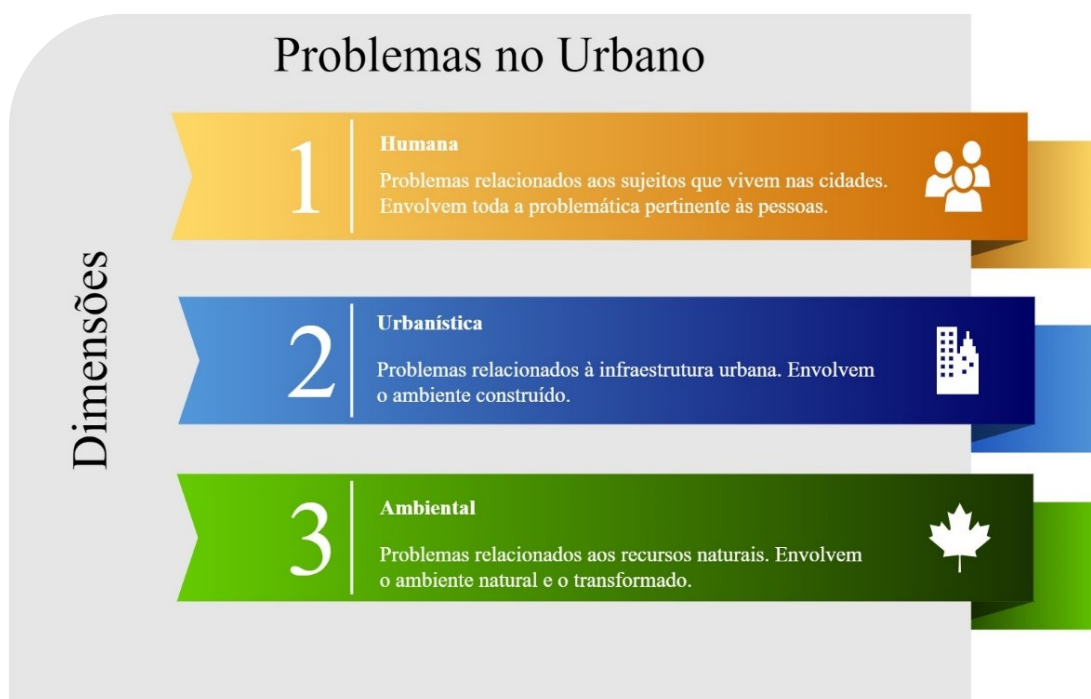 Problemas no Urbano
Dimensões
1
Humana
Problemas relacionados aos sujeitos que vivem nas cidades.
Envolvem toda a problemática pertinente às pessoas.
2
Urbanística
Problemas relacionados à infraestrutura urbana. Envolvem
o ambiente construído.
3
Ambiental
Problemas relacionados aos recursos naturais. Envolvem
o ambiente natural e o transformado.